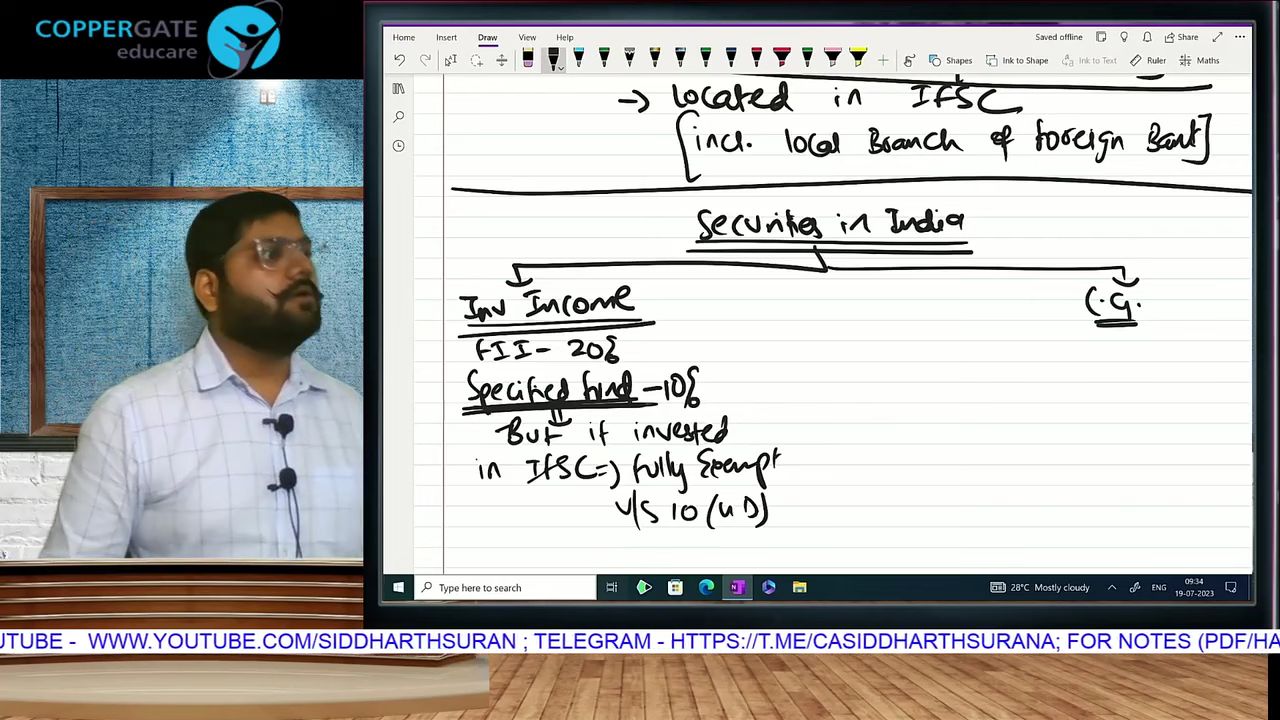 COPPERGATE
educare
Home Insert Draw View Help
Saved offline
Share
Shapes
Ink to Shape
Ink to Text
Ruler
Maths
→ located in IFSC
[incl. local Branch of foreign Bank]
Securities in India
Inv Income
C.G.
FII - 20%
Specified fund - 10%
But if invested
in IFSC => fully Exempt
u/s 10(4D)
Type here to search
28°C Mostly cloudy
ENG
09:34
19-07-2023
UTUBE - WWW.YOUTUBE.COM/SIDDHARTHSURAN ; TELEGRAM - HTTPS://T.ME/CASIDDHARTHSURANA; FOR NOTES (PDF/HA